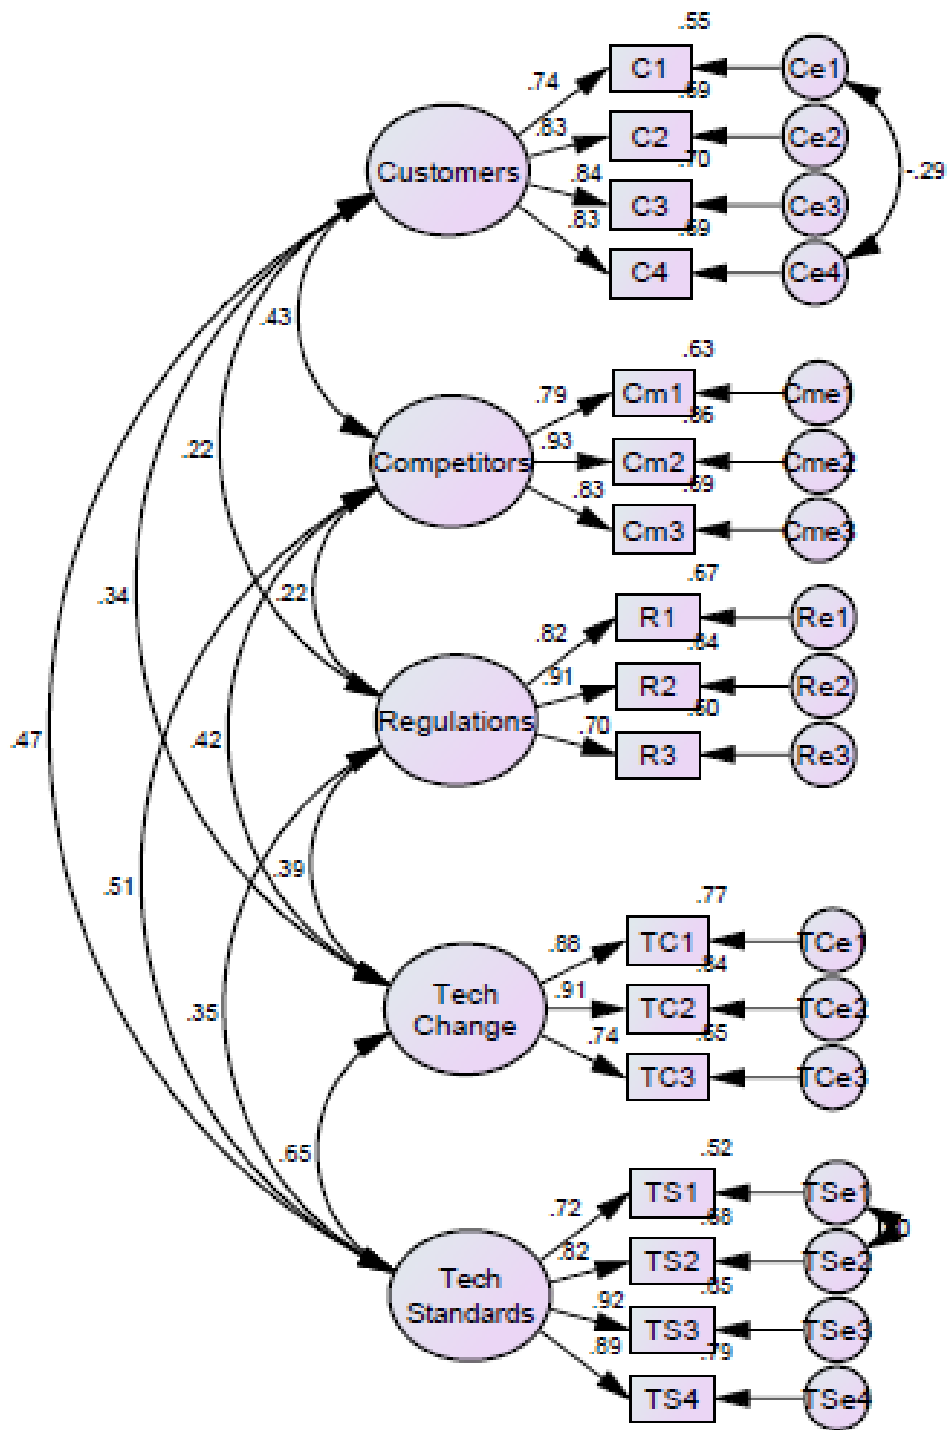 .55
C1
Ce1
.74
.69
.83
C2
Ce2
.70
-.29
Customers
.84
C3
Ce3
.69
.83
C4
Ce4
.43
.63
.79
Cm1
Cme1
.86
.93
Competitors
Cm2
Cme2
.69
.83
Cm3
Cme3
.22
.67
.34
.22
R1
Re1
.82
.84
.91
R2
Re2
.50
Regulations
.70
R3
Re3
.47
.42
.39
.51
.77
.88
TC1
TCe1
.84
.91
Tech
Change
TC2
TCe2
.55
.35
.74
TC3
TCe3
.65
.52
.72
TS1
TSe1
.68
.82
TS2
TSe2
.85
Tech
Standards
.92
TS3
TSe3
.79
.89
TS4
TSe4